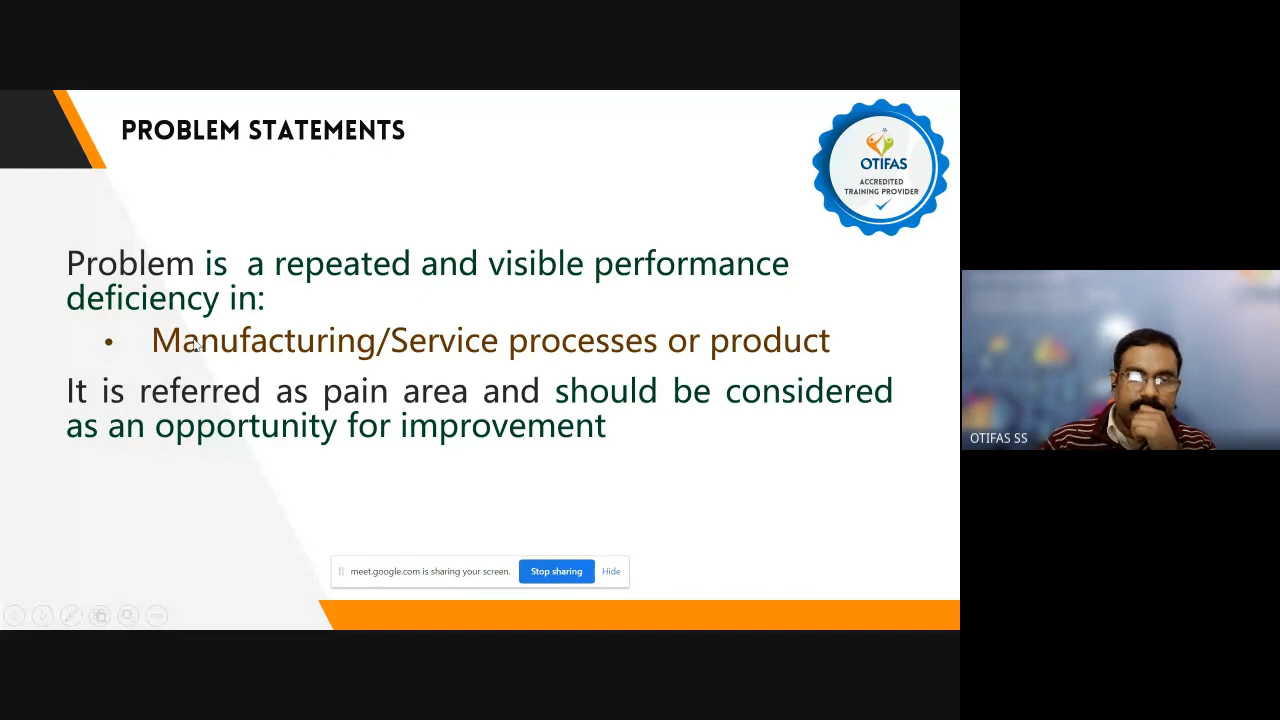 PROBLEM STATEMENTS
OTIFAS
ACCREDITED
TRAINING PROVIDER
Problem is a repeated and visible performance
deficiency in:
• Manufacturing/Service processes or product
It is referred as pain area and should be considered
as an opportunity for improvement
OTIFAS SS
meet.google.com is sharing your screen. Stop sharing Hide